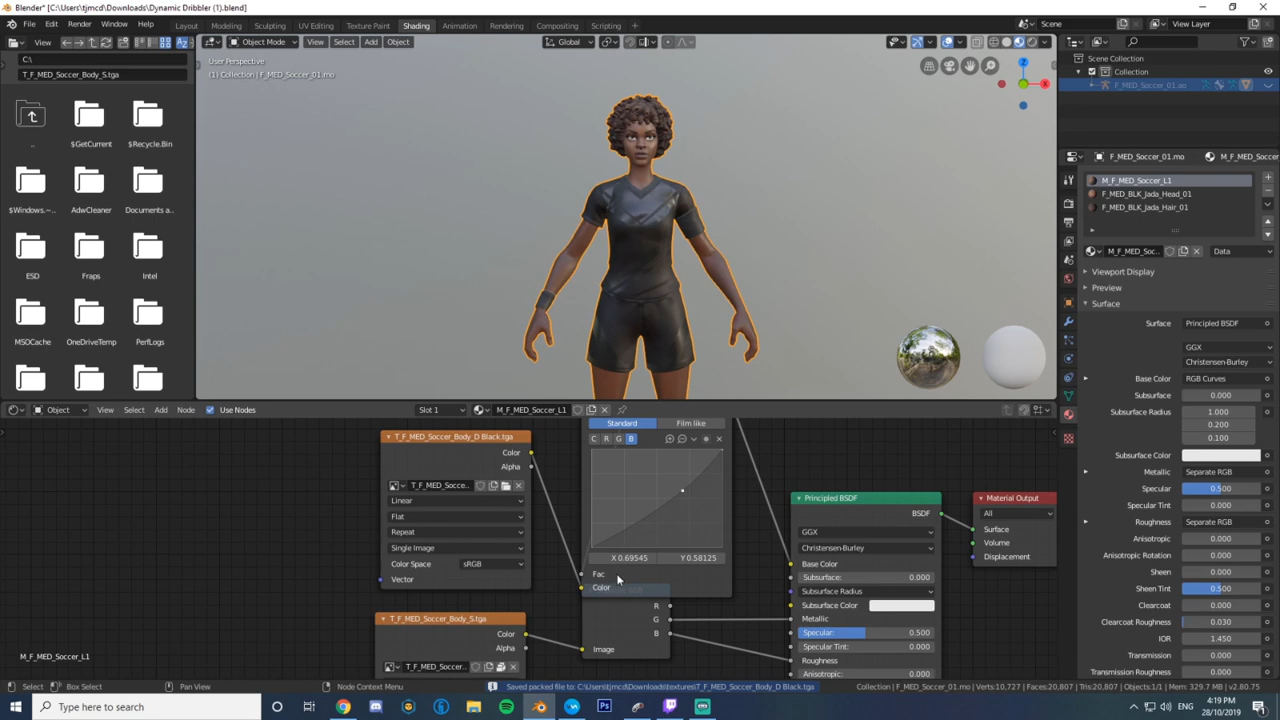 Blender* [C:\Users\tjmcd\Downloads\Dynamic Dribbler (1).blend]
File Edit Render Window Help Layout Modeling Sculpting UV Editing Texture Paint Shading Animation Rendering Compositing Scripting Scene View Layer
View Object Mode View Select Add Object Global
C:\
T_F_MED_Soccer_Body_S.tga
User Perspective
(1) Collection | F_MED_Soccer_01.mo
..
$GetCurrent
$Recycle.Bin
$Windows.~...
AdwCleaner
Documents a..
ESD
Fraps
Intel
MSOCache
OneDriveTemp
PerfLogs
Z
X
Scene Collection
Collection
F_MED_Soccer_01.ao
F_MED_Soccer_01.mo M_F_MED_Soccer...
M_F_MED_Soccer_L1
F_MED_BLK_Jada_Head_01
F_MED_BLK_Jada_Hair_01
M_F_MED_Soc.. Data
Viewport Display
Preview
Surface
Surface Principled BSDF
GGX
Christensen-Burley
Base Color RGB Curves
Subsurface 0.000
Subsurface Radius 1.000
0.200
0.100
Subsurface Color
Metallic Separate RGB
Specular 0.500
Specular Tint 0.000
Roughness Separate RGB
Anisotropic 0.000
Anisotropic Rotation 0.000
Sheen 0.000
Sheen Tint 0.500
Clearcoat 0.000
Clearcoat Roughness 0.030
IOR 1.450
Transmission 0.000
Transmission Roughness 0.000
Object View Select Add Node Use Nodes Slot 1 M_F_MED_Soccer_L1
T_F_MED_Soccer_Body_D Black.tga
Color
Alpha
T_F_MED_Socce..
Linear
Flat
Repeat
Single Image
Color Space sRGB
Vector
T_F_MED_Soccer_Body_S.tga
Color
Alpha
T_F_MED_Soccer..
Standard Film like
C R G B
X 0.69545 Y 0.58125
Fac
Color
R
G
B
Image
Principled BSDF
BSDF
GGX
Christensen-Burley
Base Color
Subsurface: 0.000
Subsurface Radius
Subsurface Color
Metallic
Specular: 0.500
Specular Tint: 0.000
Roughness
Anisotropic: 0.000
Material Output
All
Surface
Volume
Displacement
M_F_MED_Soccer_L1
Select Box Select Pan View Node Context Menu Saved packed file to: C:\Users\tjmcd\Downloads\textures\T_F_MED_Soccer_Body_D Black.tga Collection | F_MED_Soccer_01.mo | Verts:10,727 | Faces:20,807 | Tris:20,807 | Objects:1/1 | Mem: 329.7 MB | v2.80.75
Type here to search
Ps
4:19 PM
28/10/2019